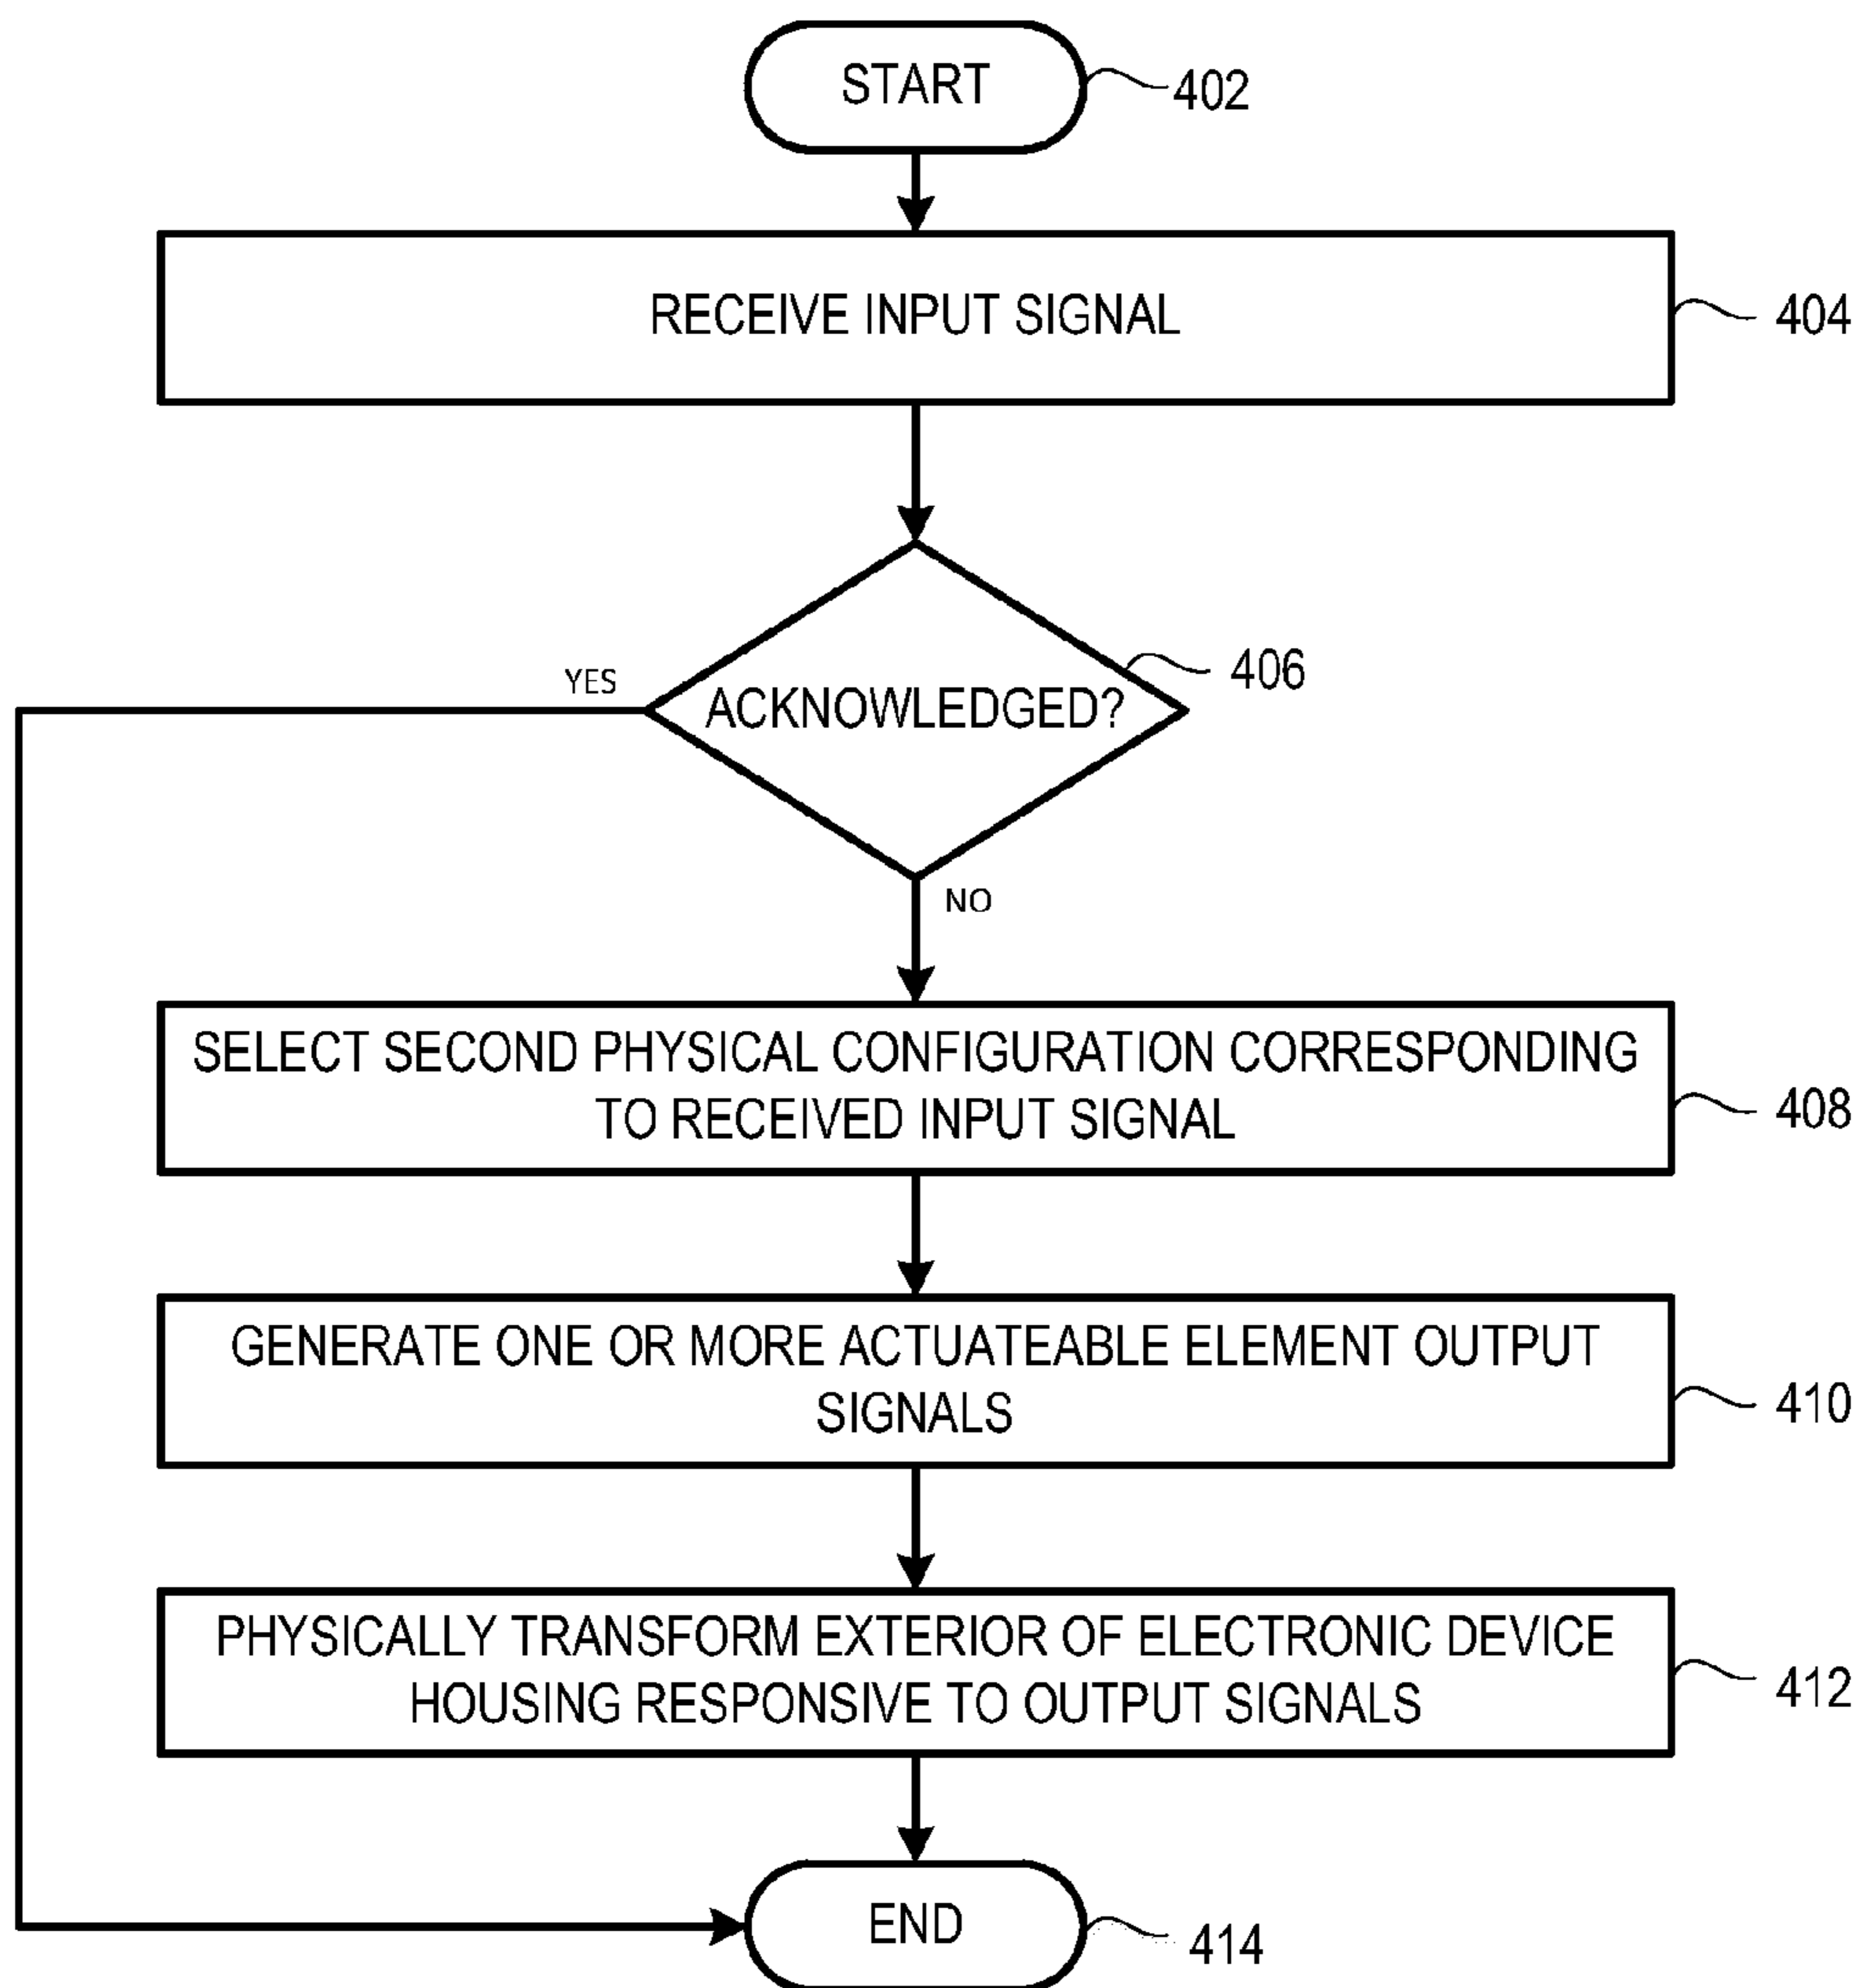 START
402
RECEIVE INPUT SIGNAL
404
406
YES
ACKNOWLEDGED?
NO
SELECT SECOND PHYSICAL CONFIGURATION CORRESPONDING
TO RECEIVED INPUT SIGNAL
408
GENERATE ONE OR MORE ACTUATEABLE ELEMENT OUTPUT
SIGNALS
410
PHYSICALLY TRANSFORM EXTERIOR OF ELECTRONIC DEVICE
HOUSING RESPONSIVE TO OUTPUT SIGNALS
412
END
414